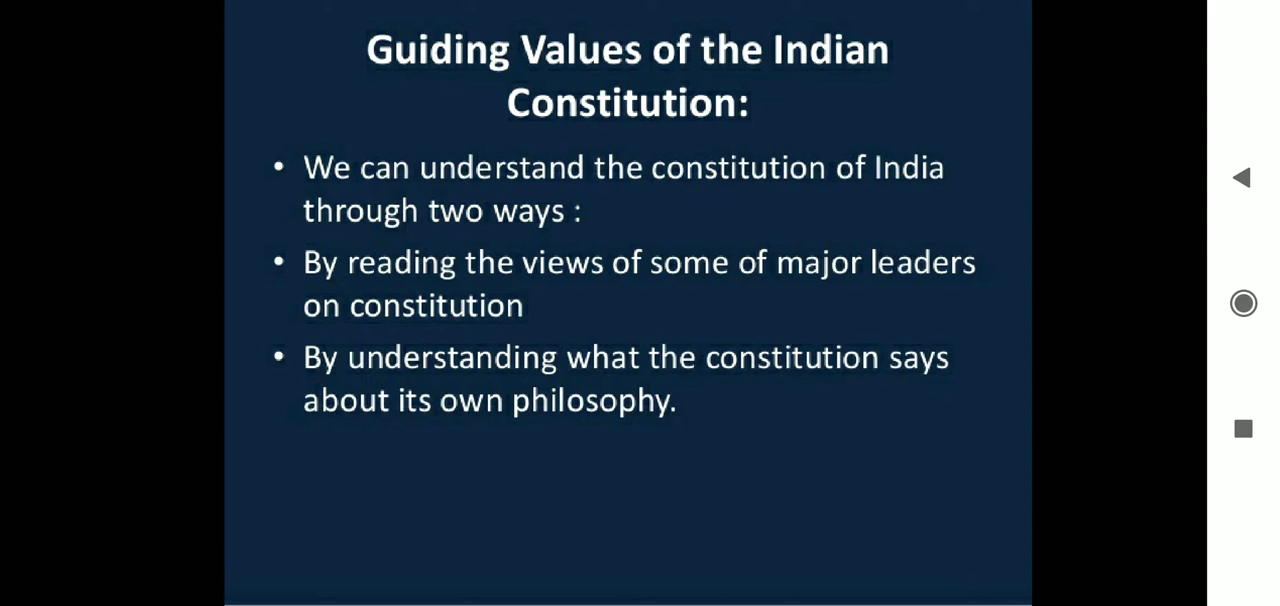 Guiding Values of the Indian
Constitution:
• We can understand the constitution of India
through two ways :
• By reading the views of some of major leaders
on constitution
• By understanding what the constitution says
about its own philosophy.